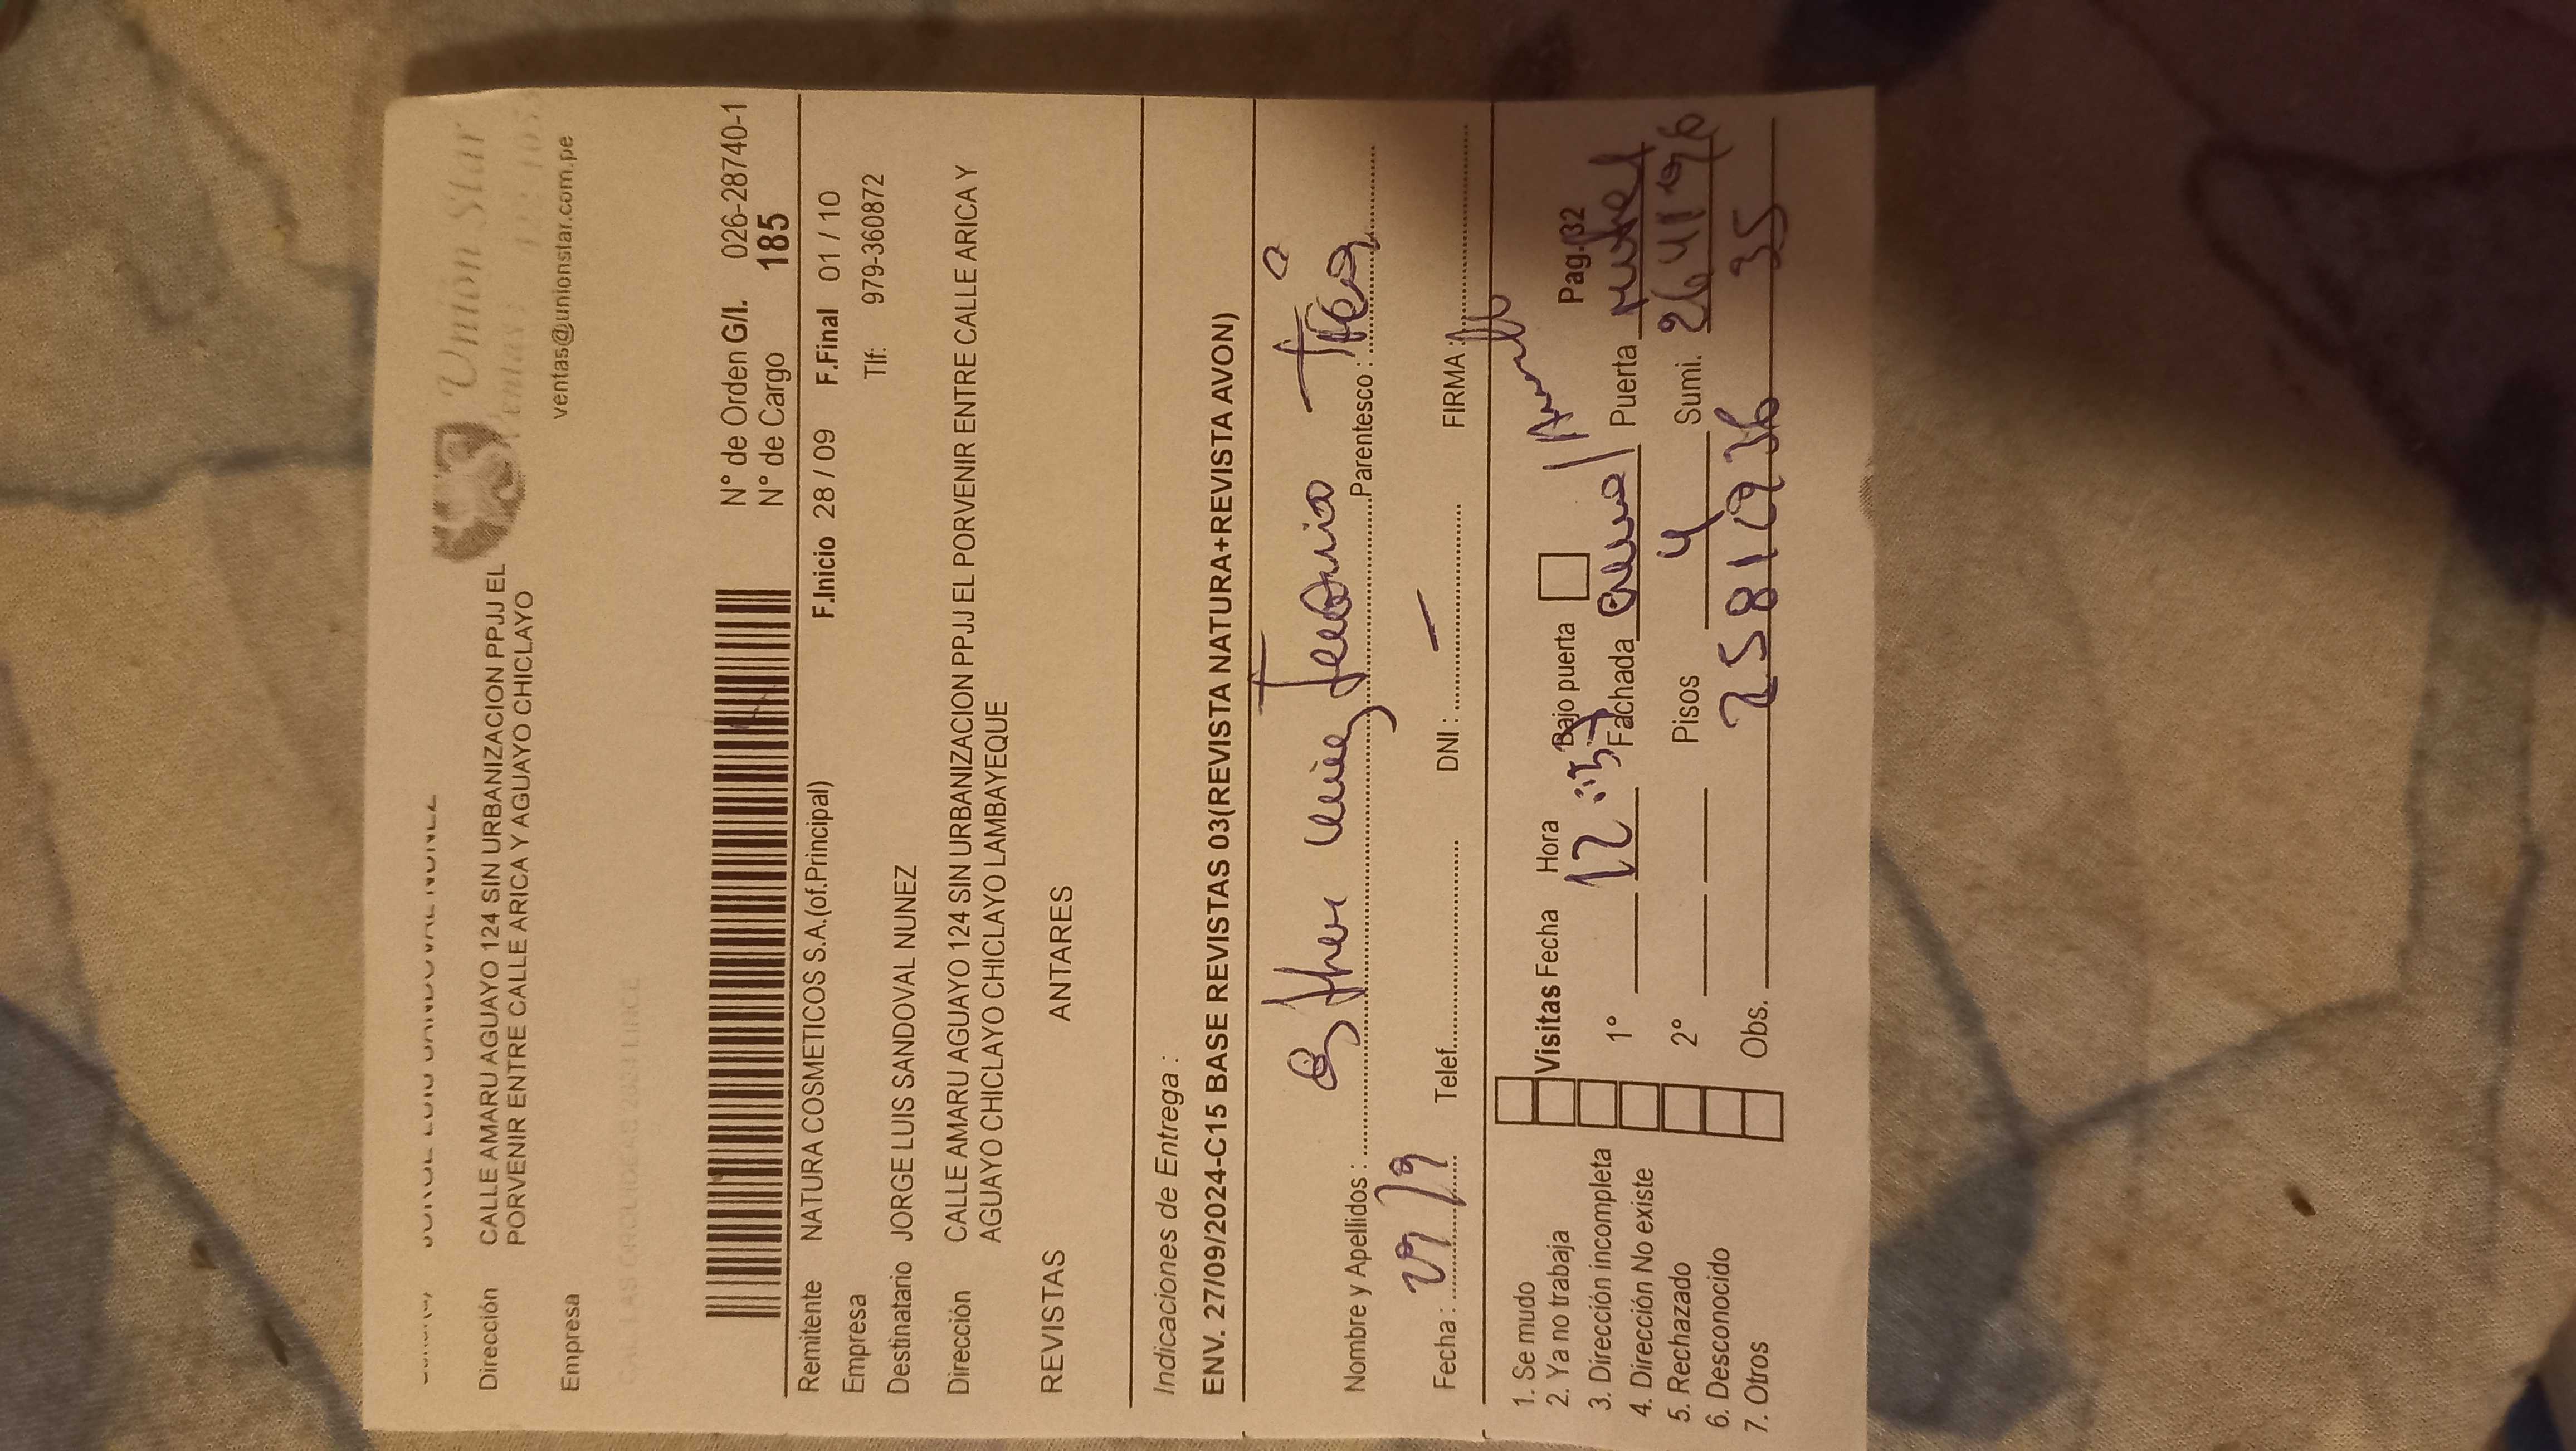 Union Star
ventas@unionstar.com.pe
Dirección CALLE AMARU AGUAYO 124 SIN URBANIZACION PPJJ EL
PORVENIR ENTRE CALLE ARICA Y AGUAYO CHICLAYO
Empresa
N° de Orden G/I. 026-28740-1
N° de Cargo 185
Remitente NATURA COSMETICOS S.A.(of.Principal) F.Inicio 28 / 09 F.Final 01 / 10
Empresa Tlf: 979-3360872
Destinatario JORGE LUIS SANDOVAL NUNEZ
Dirección CALLE AMARU AGUAYO 124 SIN URBANIZACION PPJJ EL PORVENIR ENTRE CALLE ARICA Y
AGUAYO CHICLAYO CHICLAYO LAMBAYEQUE
REVISTAS ANTARES
Indicaciones de Entrega :
ENV. 27/09/2024-C15 BASE REVISTAS 03(REVISTA NATURA+REVISTA AVON)
Nombre y Apellidos : Parentesco : Tía
Fecha : Telef. DNI : — FIRMA :
1. Se mudo
2. Ya no trabaja
3. Dirección incompleta
4. Dirección No existe
5. Rechazado
6. Desconocido
7. Otros
Visitas Fecha Hora Bajo puerta Pag-β32
1° 12:37 Fachada Puerta
2° Pisos 4 Sumi. 26411976
Obs. 25810936 35